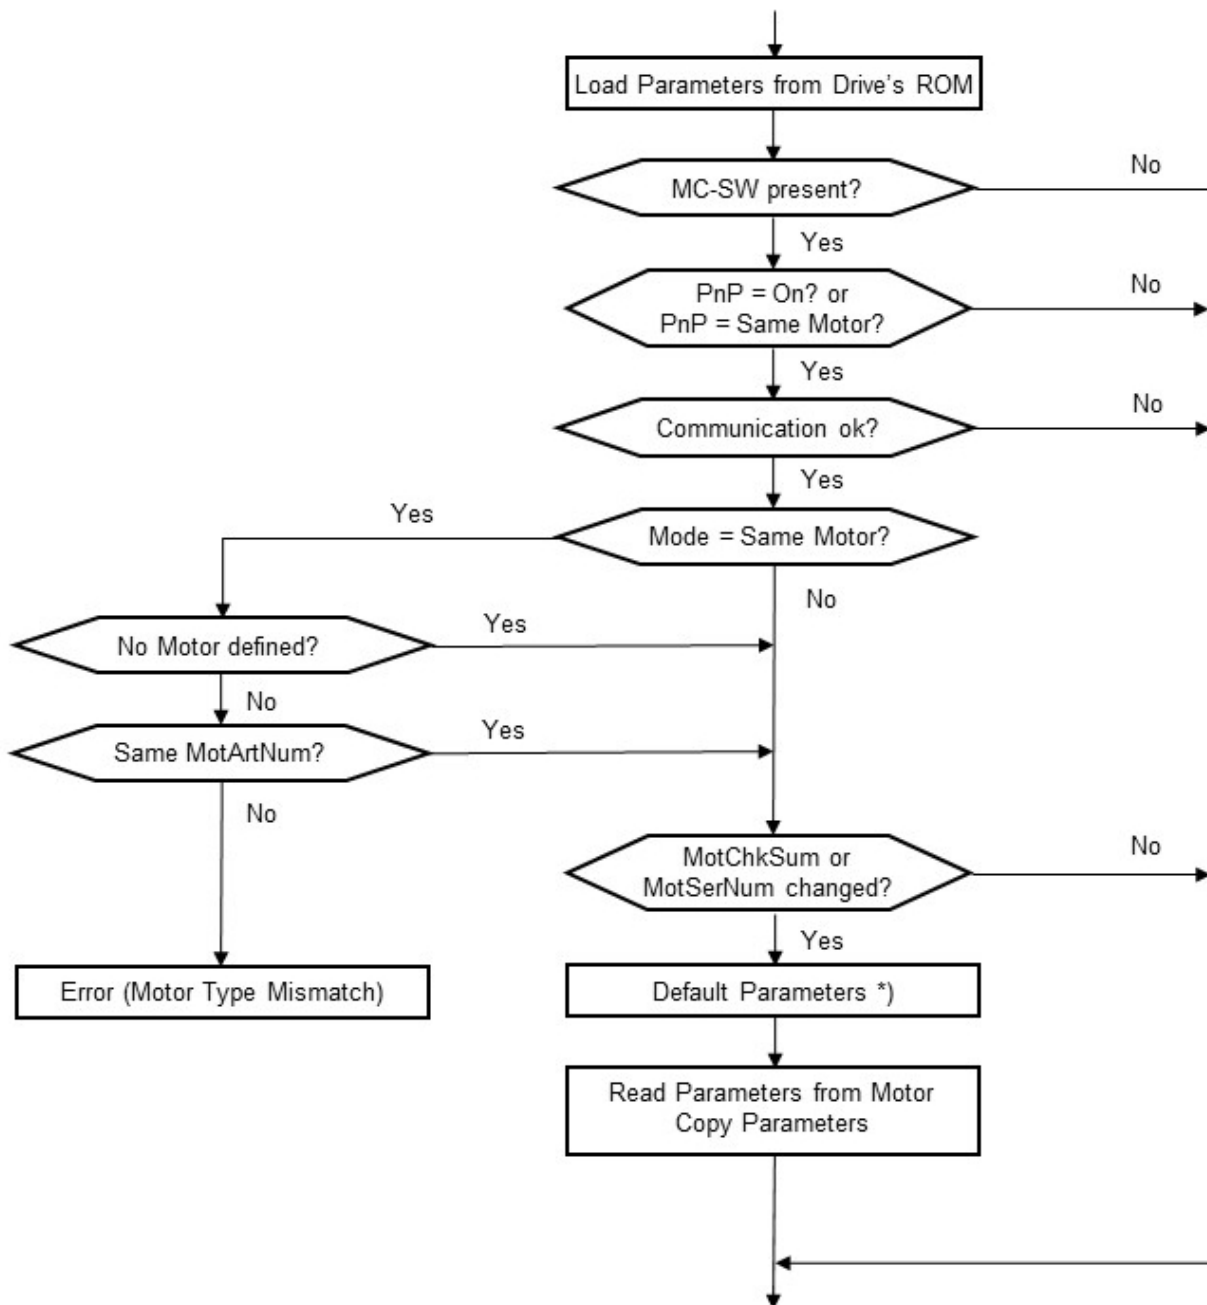 Load Parameters from Drive's ROM
MC-SW present?
No
Yes
PnP = On? or
PnP = Same Motor?
No
Yes
Communication ok?
No
Yes
Mode = Same Motor?
Yes
No
No Motor defined?
Yes
No
Same MotArtNum?
Yes
No
MotChkSum or
MotSerNum changed?
No
Yes
Error (Motor Type Mismatch)
Default Parameters *)
Read Parameters from Motor
Copy Parameters